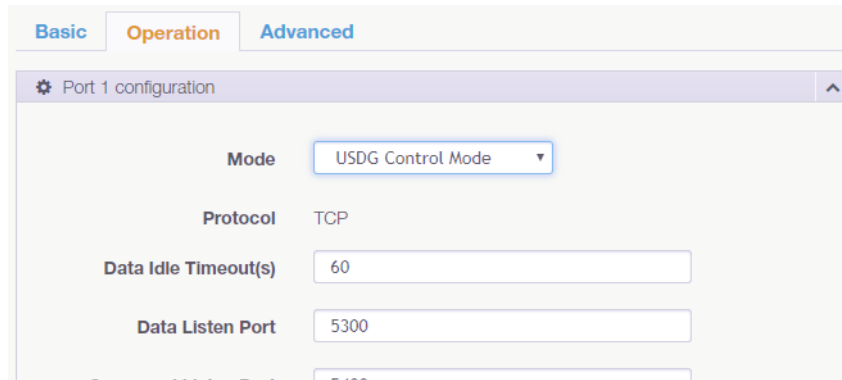 Basic Operation Advanced
Port 1 configuration
Mode USDG Control Mode
Protocol TCP
Data Idle Timeout(s) 60
Data Listen Port 5300